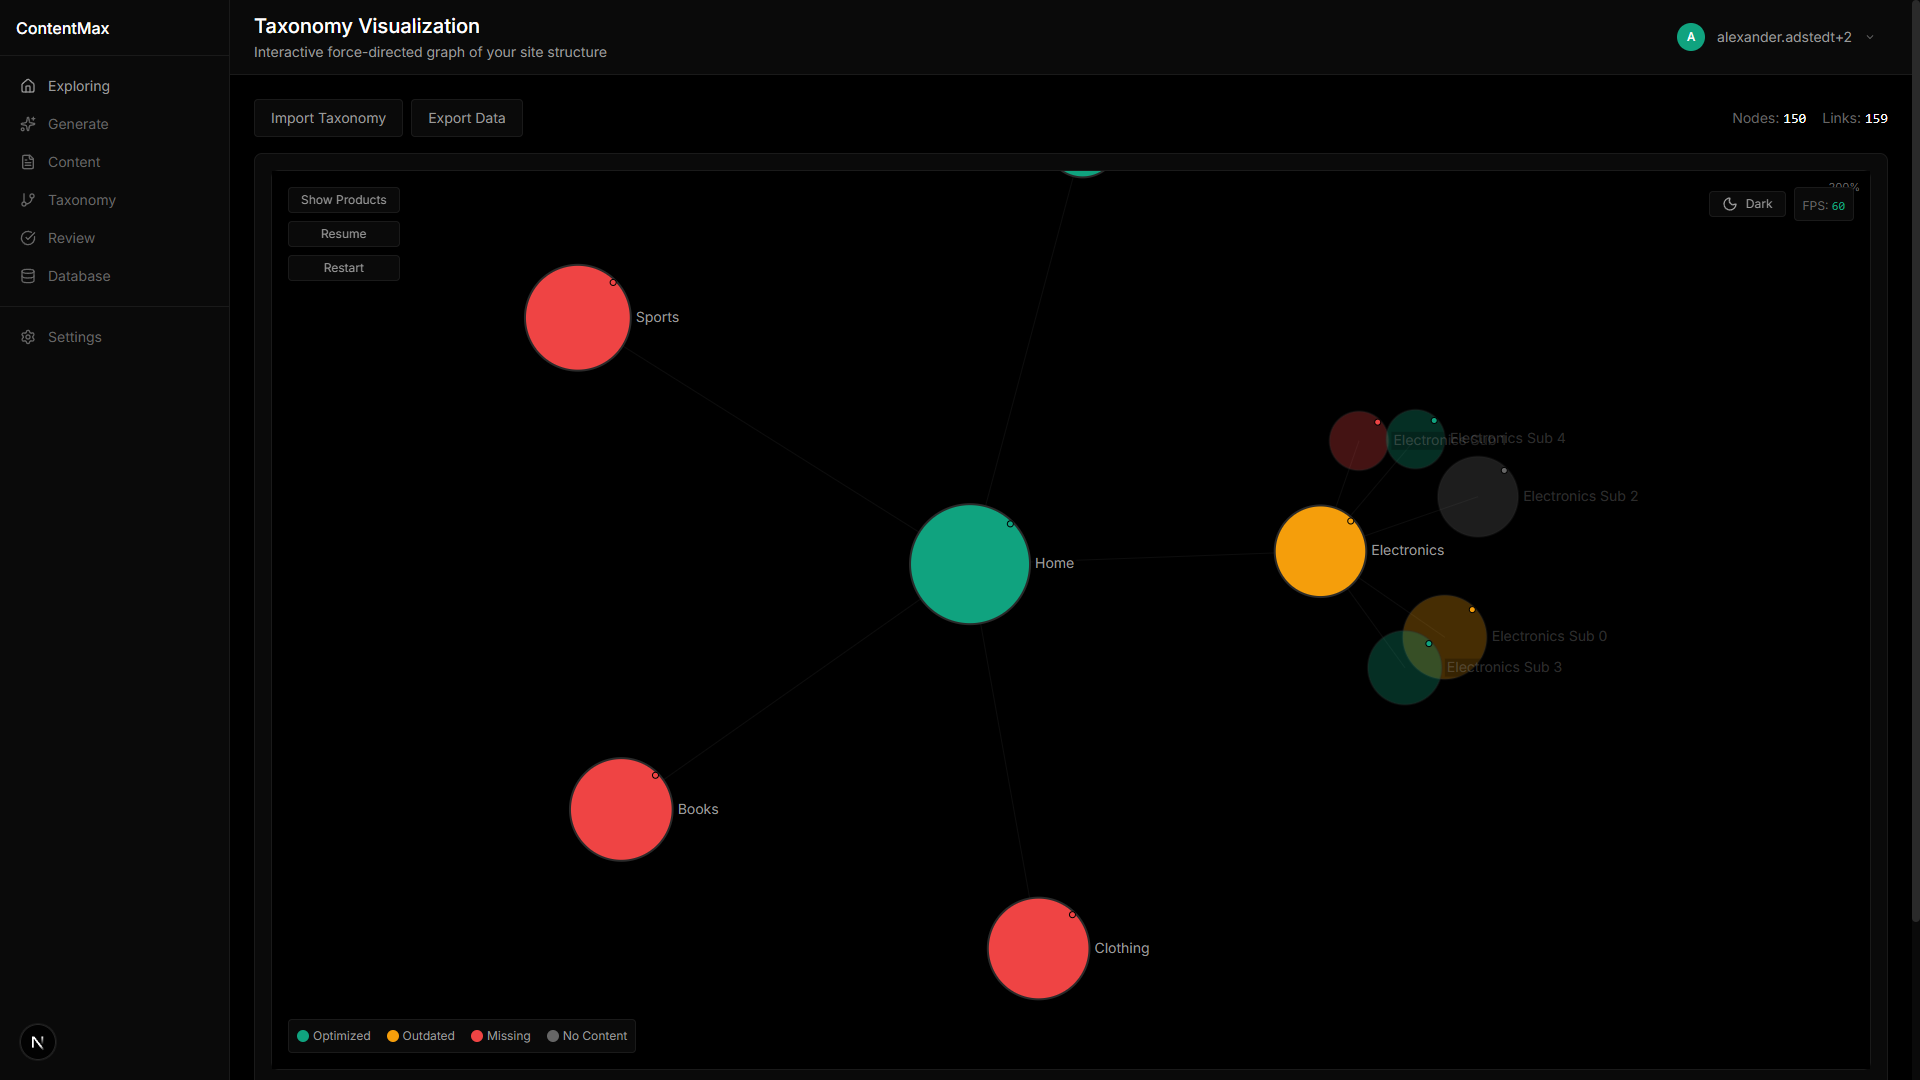 ContentMax
Exploring
Generate
Content
Taxonomy
Review
Database
Settings
N
Taxonomy Visualization
Interactive force-directed graph of your site structure
A
alexander.adstedt+2
Import Taxonomy
Export Data
Nodes: 150
Links: 159
Show Products
Resume
Restart
200%
Dark
FPS: 60
Sports
Electronics Sub 1
Electronics Sub 4
Electronics Sub 2
Home
Electronics
Electronics Sub 0
Electronics Sub 3
Books
Clothing
Optimized
Outdated
Missing
No Content